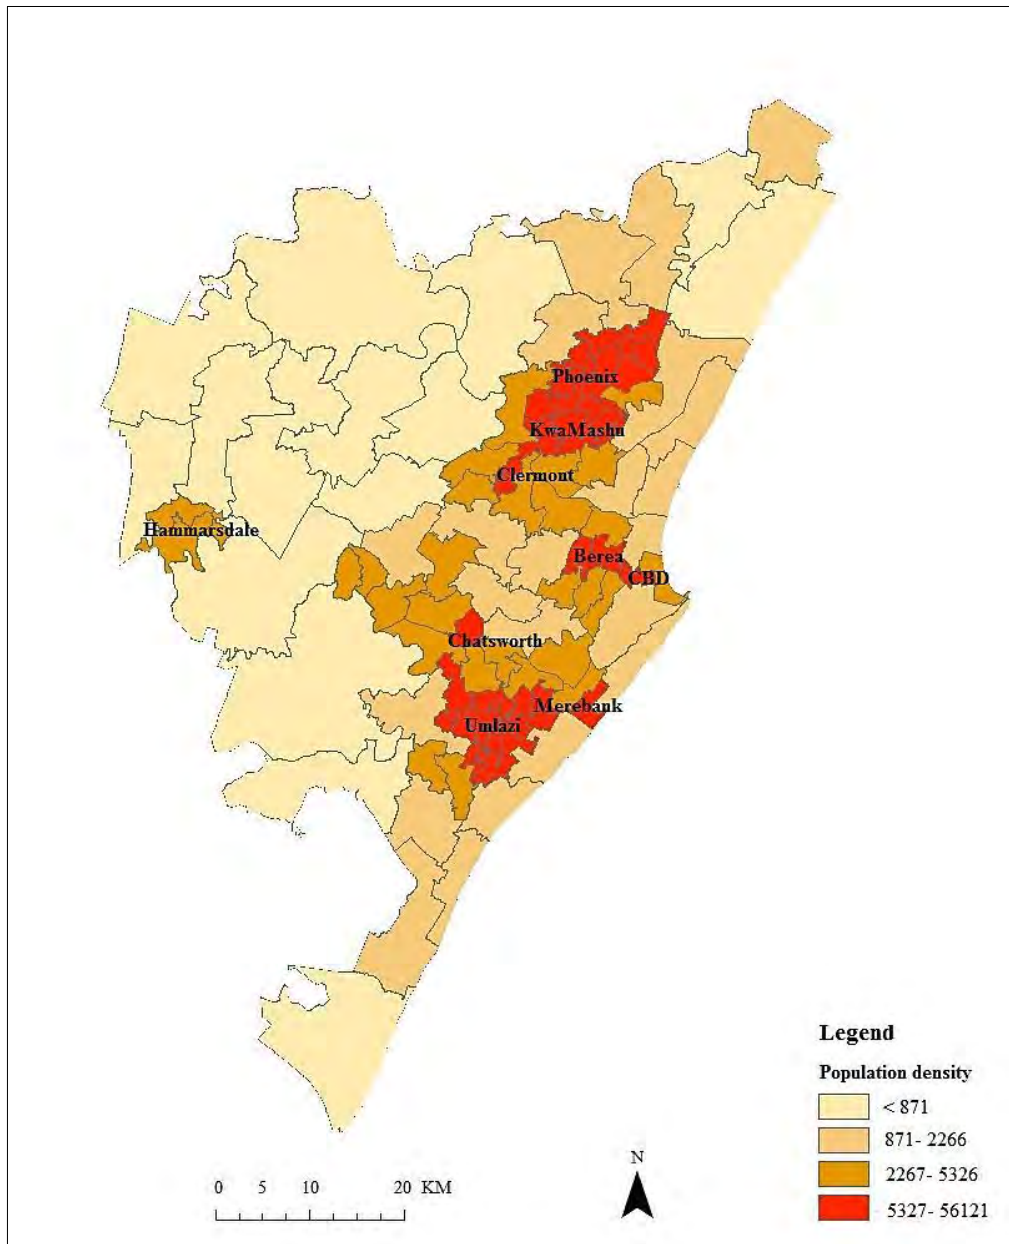 Phoenix
KwaMashu
Clermont
Hammarsdale
Berea
CBD
Chatsworth
Merebank
Umlazi
Legend
Population density
< 871
871- 2266
2267- 5326
5327- 56121
N
0 5 10 20 KM